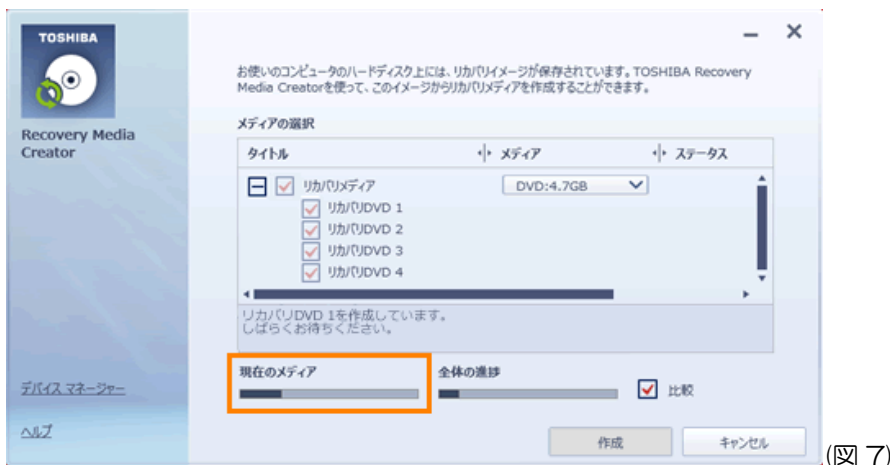 TOSHIBA
Recovery Media
Creator
デバイス マネージャー
ヘルプ
お使いのコンピュータのハードディスク上には、リカバリイメージが保存されています。TOSHIBA Recovery
Media Creatorを使って、このイメージからリカバリメディアを作成することができます。
メディアの選択
タイトル メディア ステータス
リカバリメディア DVD:4.7GB
リカバリDVD 1
リカバリDVD 2
リカバリDVD 3
リカバリDVD 4
リカバリDVD 1を作成しています。
しばらくお待ちください。
現在のメディア 全体の進捗
比較
作成 キャンセル
(図 7)